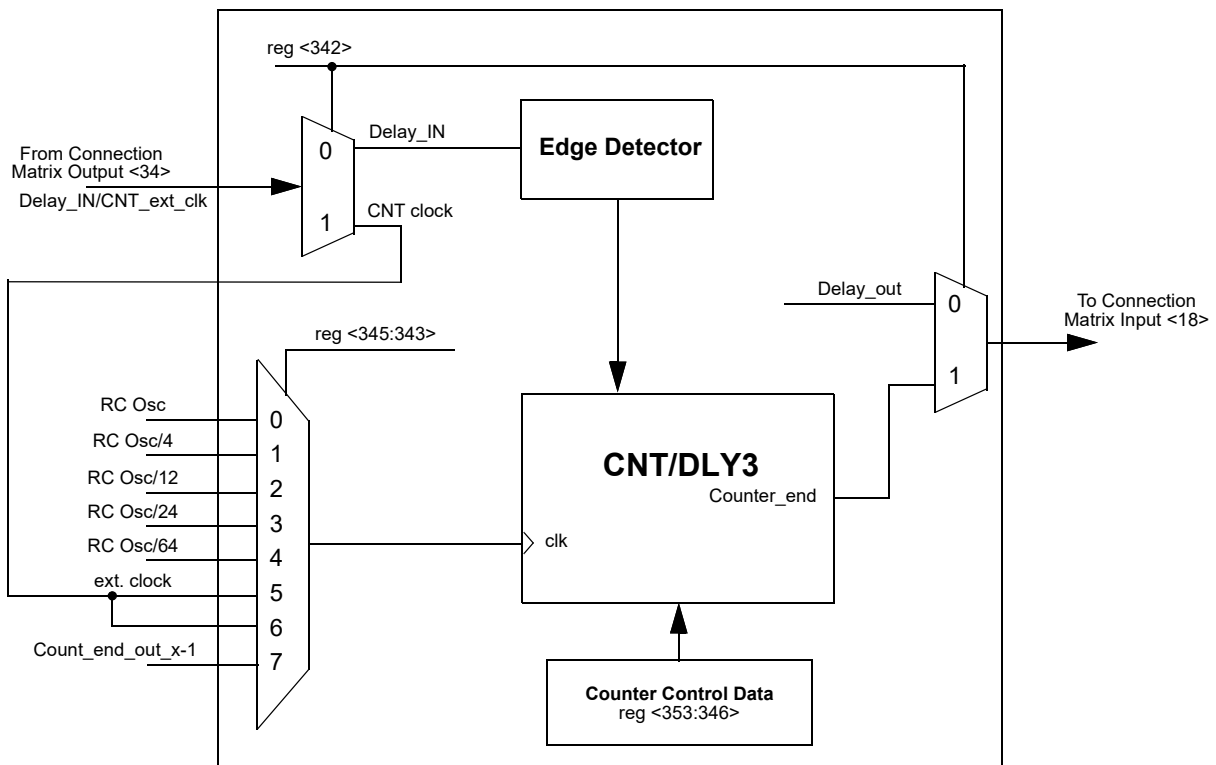 reg <342>
0
1
Delay_IN
CNT clock
From Connection
Matrix Output <34>
Delay_IN/CNT_ext_clk
Edge Detector
Delay_out
0
1
To Connection
Matrix Input <18>
reg <345:343>
RC Osc
RC Osc/4
RC Osc/12
RC Osc/24
RC Osc/64
ext. clock
Count_end_out_x-1
0
1
2
3
4
5
6
7
CNT/DLY3
Counter_end
clk
Counter Control Data
reg <353:346>